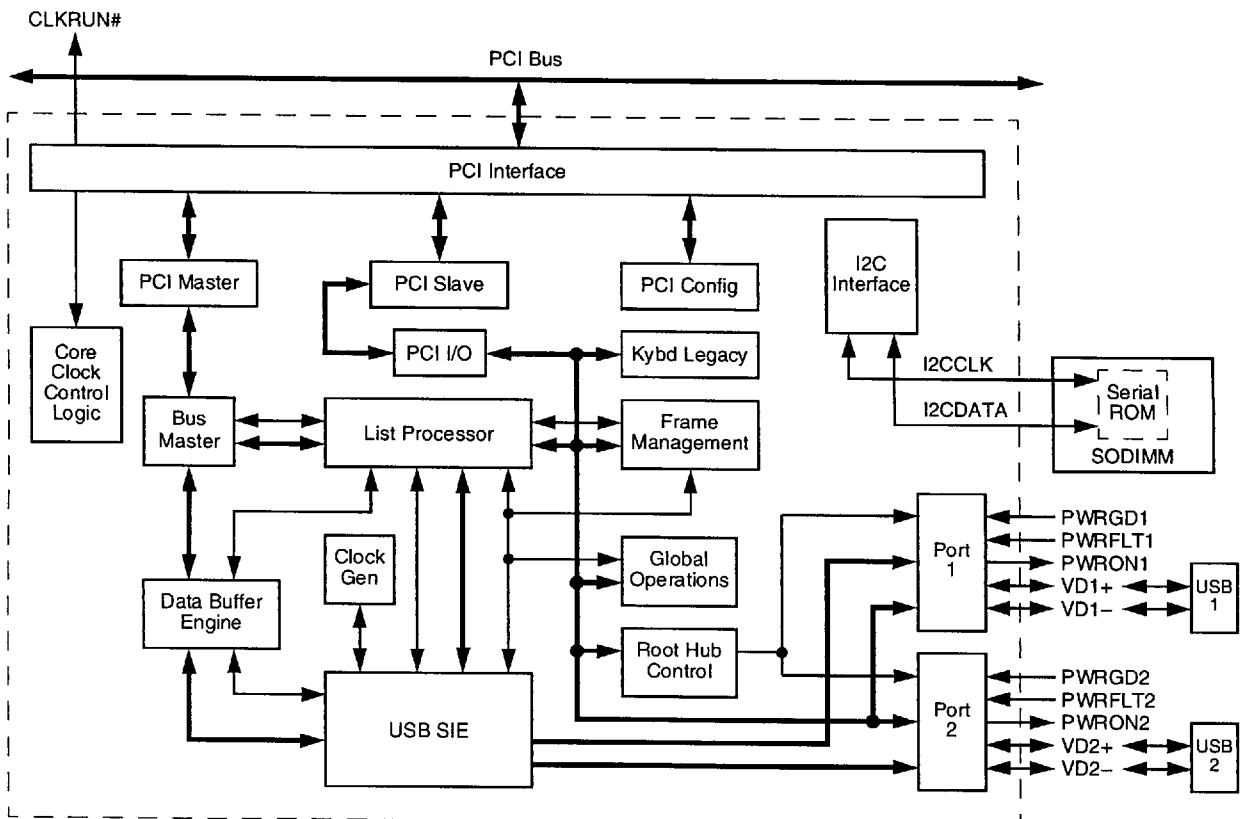 CLKRUN#
PCI Bus
PCI Interface
PCI Master
PCI Slave
PCI Config
I2C
Interface
Core
Clock
Control
Logic
PCI I/O
Kybd Legacy
I2CCLK
I2CDATA
Serial
ROM
SODIMM
Bus
Master
List Processor
Frame
Management
Clock
Gen
Global
Operations
Data Buffer
Engine
Root Hub
Control
USB SIE
Port
1
PWRGD1
PWRFLT1
PWRON1
VD1+
VD1–
USB
1
Port
2
PWRGD2
PWRFLT2
PWRON2
VD2+
VD2–
USB
2